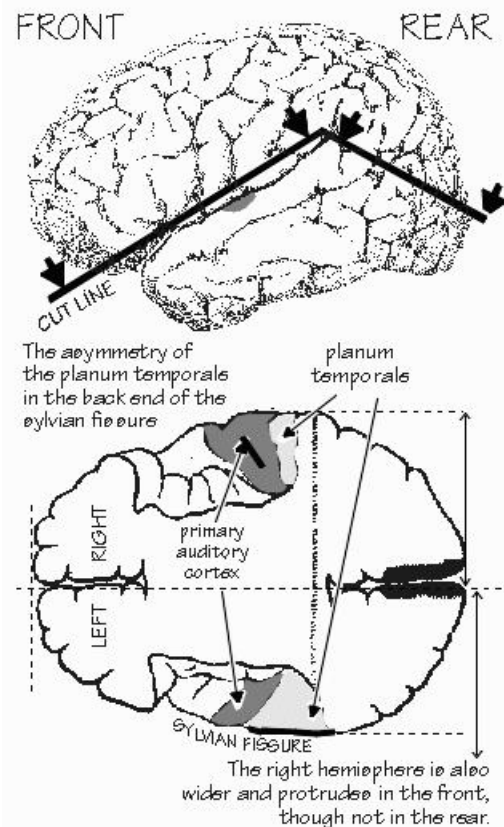 FRONT
REAR
CUT LINE
The asymmetry of
the planum temporale
in the back end of the
sylvian fissure
planum
temporale
RIGHT
primary
auditory
cortex
LEFT
SYLVIAN FISSURE
The right hemisphere is also
wider and protrudes in the front,
though not in the rear.